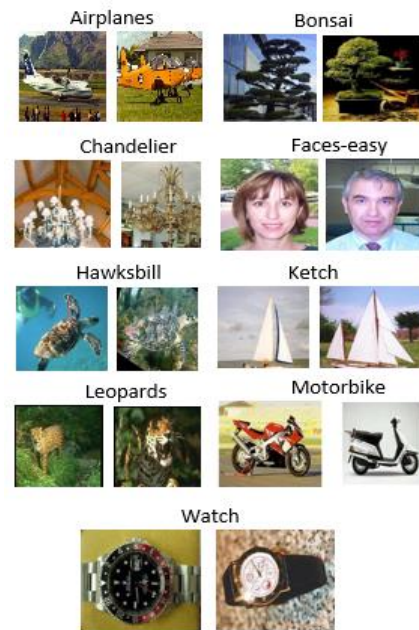 Airplanes
Bonsai
Chandelier
Faces-easy
Hawksbill
Ketch
Leopards
Motorbike
Watch